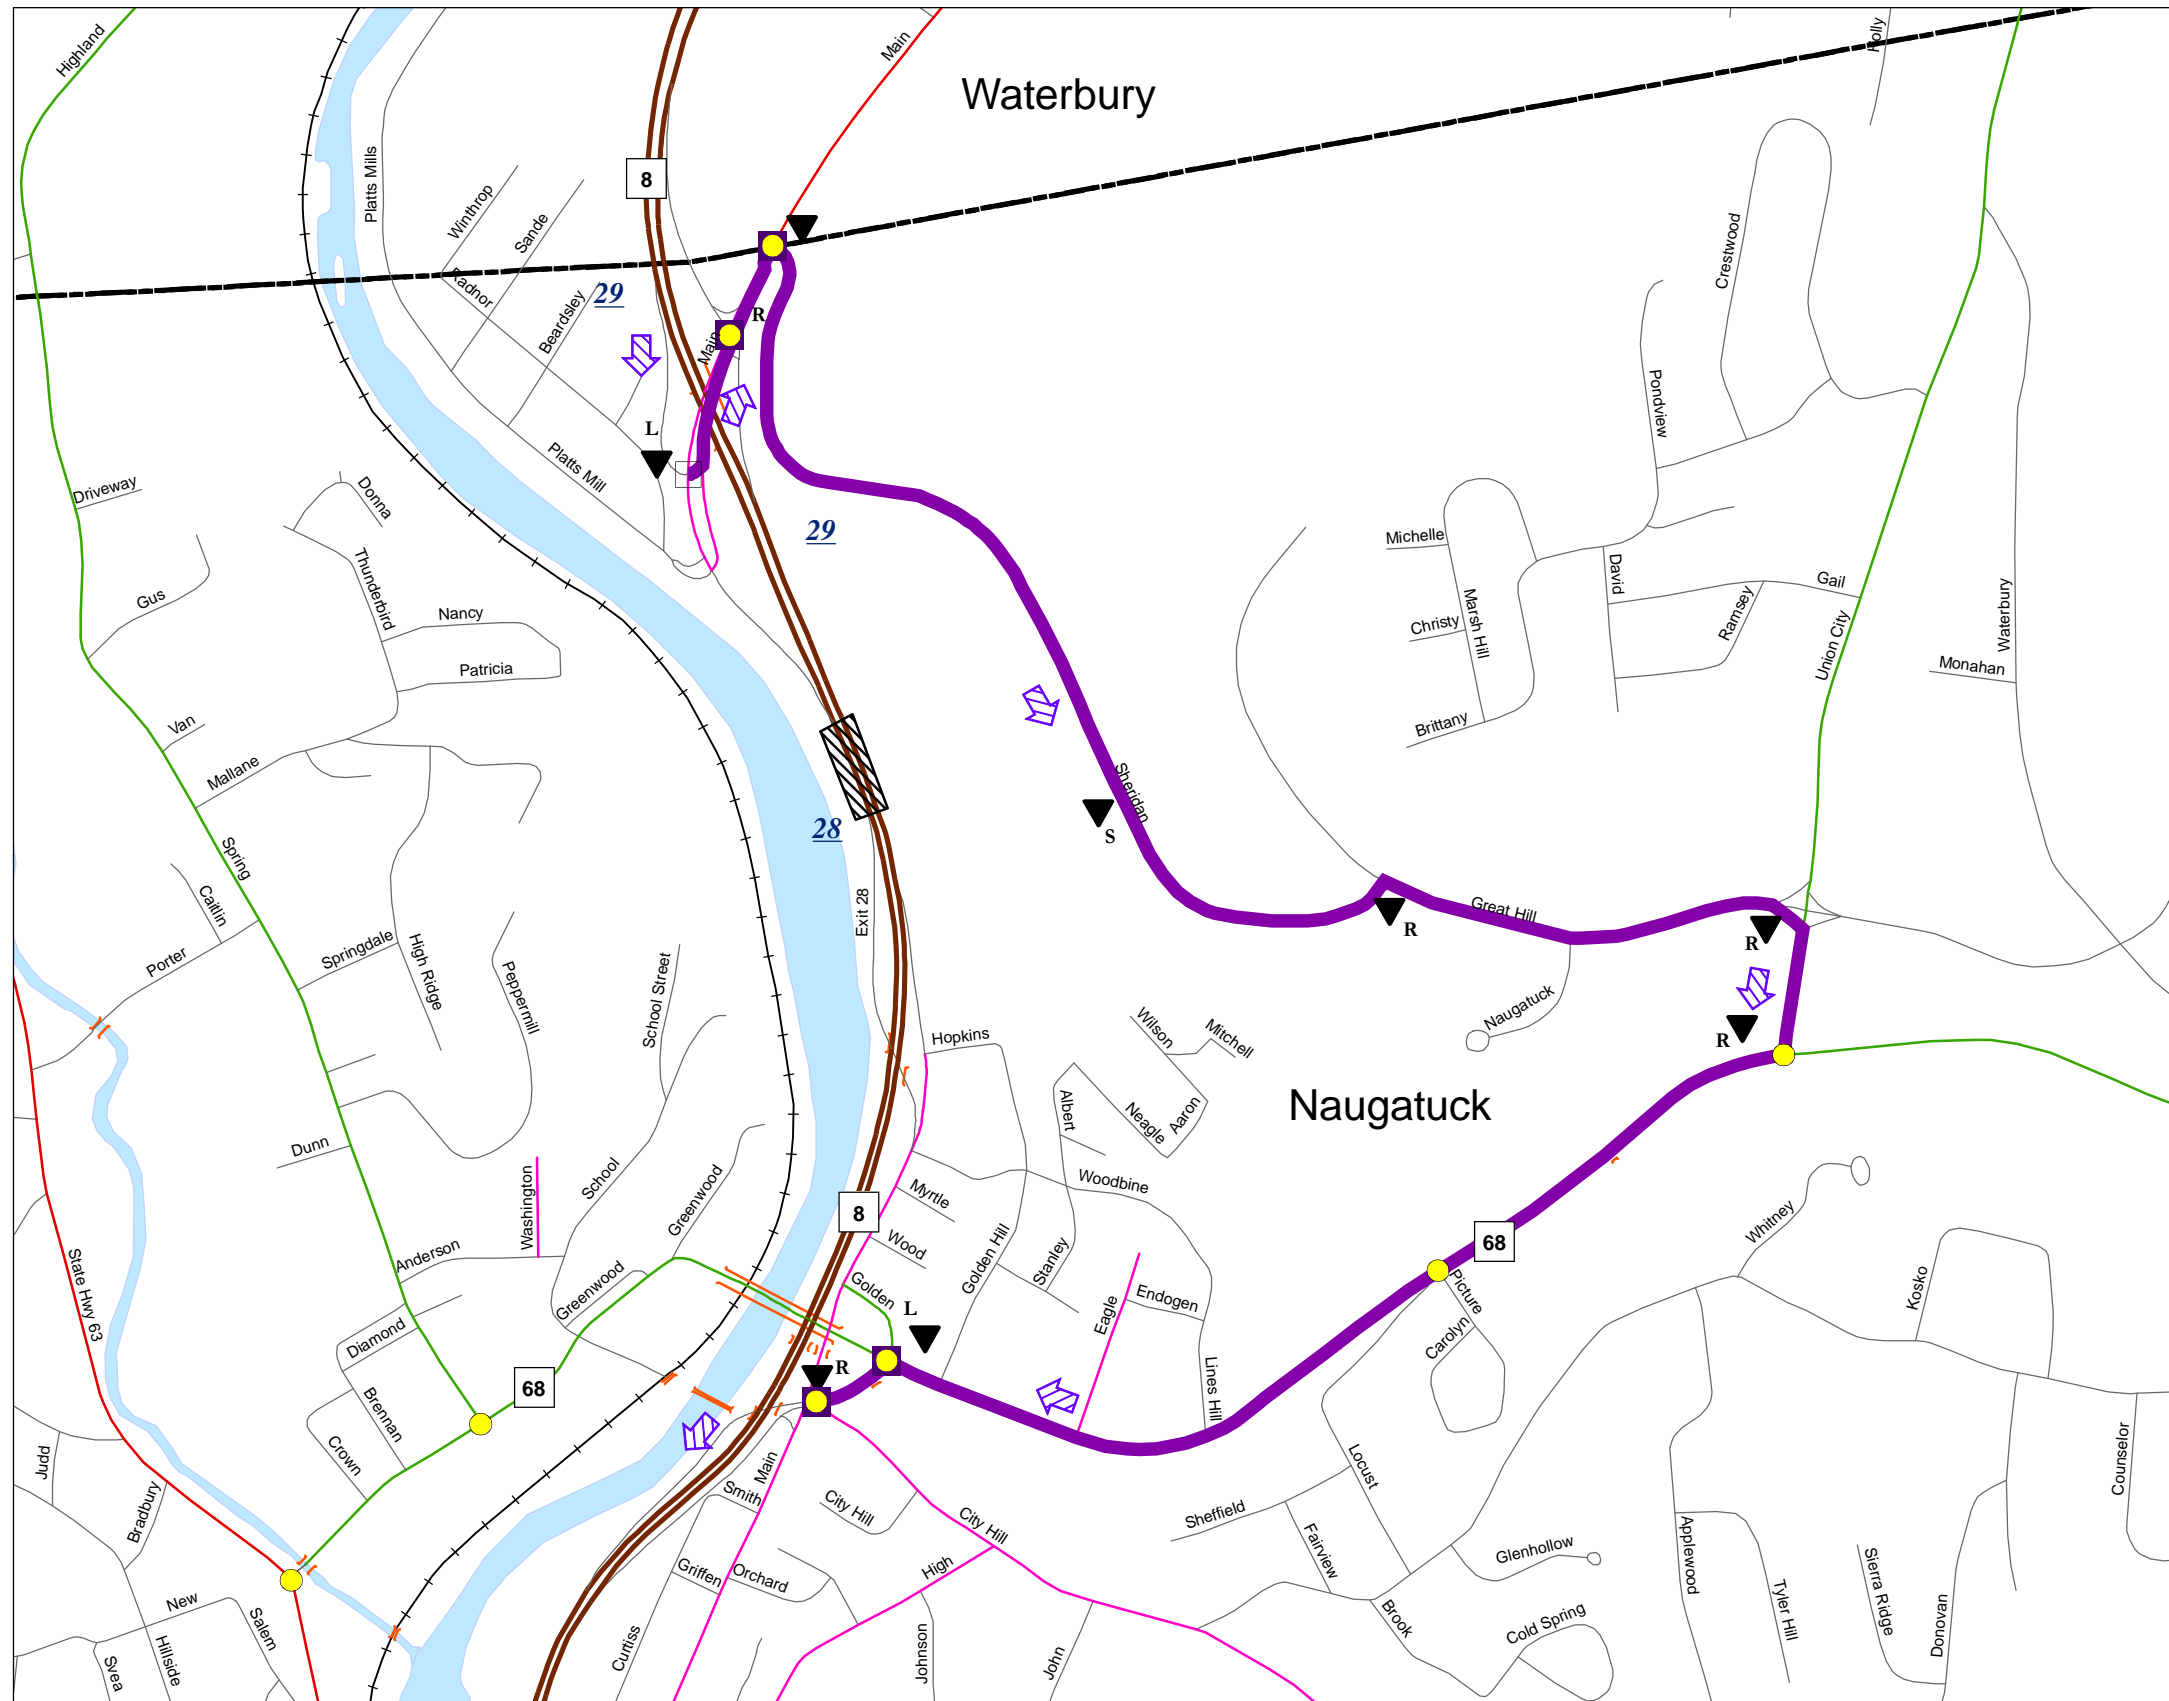 Highland
Main
Holly
Waterbury
Platts Mills
8
Winthrop
Sande
Crestwood
Radnor
29
Beardsley
R
Main
Pondview
L
Platts Mill
Driveway
Donna
29
Michelle
Thunderbird
David
Gail
Gus
Nancy
Marsh Hill
Christy
Ramsey
Waterbury
Union City
Patricia
Monahan
Van
Brittany
Mallane
Sheridan
28
S
Spring
Exit 28
Caitlin
Great Hill
R
R
Springdale
Porter
High Ridge
Peppermill
School Street
Naugatuck
Wilson
Mitchell
R
Hopkins
Albert
Neagle
Aaron
Naugatuck
Dunn
Washington
School
Greenwood
Woodbine
Myrtle
8
Whitney
Wood
Golden Hill
Stanley
68
Anderson
State Hwy 63
Greenwood
Golden
Endogen
Picture
Kosko
L
Eagle
Diamond
Carolyn
R
68
Lines Hill
Brennan
Crown
Judd
Main
Locust
Counselor
Smith
City Hill
Bradbury
Sheffield
City Hill
Fairview
Glenhollow
Applewood
High
Griffen
Orchard
Sierra Ridge
New
Salem
Tyler Hill
Brook
Cold Spring
Donovan
Curtiss
Johnson
John
Hillside
Svea